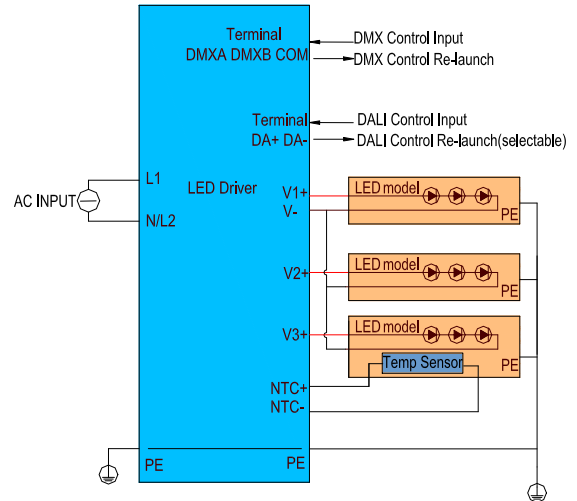 Terminal
DMXA DMXB COM
DMX Control Input
DMX Control Re-launch
Terminal
DA+ DA-
DALI Control Input
DALI Control Re-launch(selectable)
AC INPUT
L1
N/L2
LED Driver
V1+
V-
LED model
PE
V2+
LED model
PE
V3+
LED model
PE
Temp Sensor
NTC+
NTC-
PE
PE